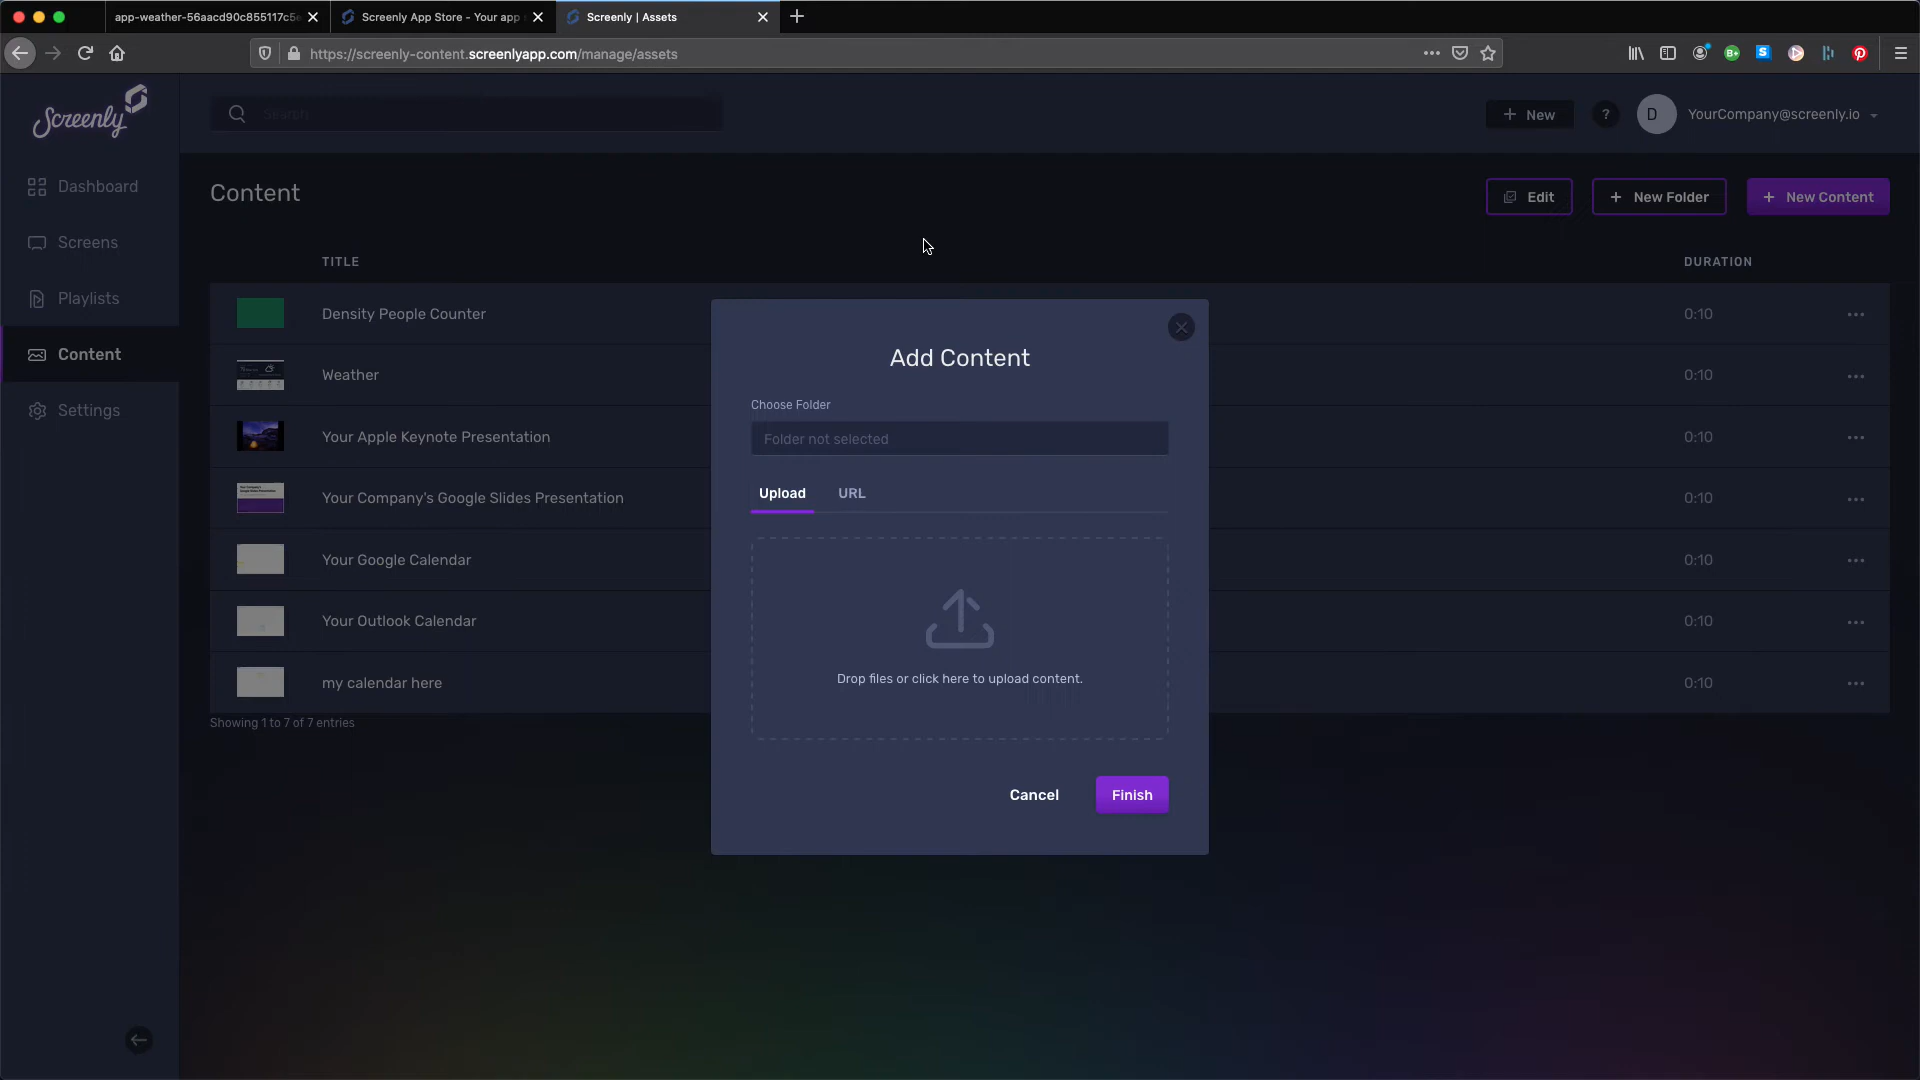 app-weather-56aacd90c855117c5
Screenly App Store - Your app
Screenly | Assets
https://screenly-content.screenlyapp.com/manage/assets
Screenly
Search
+ New
?
D
YourCompany@screenly.io
Dashboard
Screens
Playlists
Content
Settings
Content
Edit
+ New Folder
+ New Content
TITLE
DURATION
Density People Counter
0:10
Weather
0:10
Your Apple Keynote Presentation
0:10
Your Company's Google Slides Presentation
0:10
Your Google Calendar
0:10
Your Outlook Calendar
0:10
my calendar here
0:10
Showing 1 to 7 of 7 entries
Add Content
Choose Folder
Folder not selected
Upload
URL
Drop files or click here to upload content.
Cancel
Finish